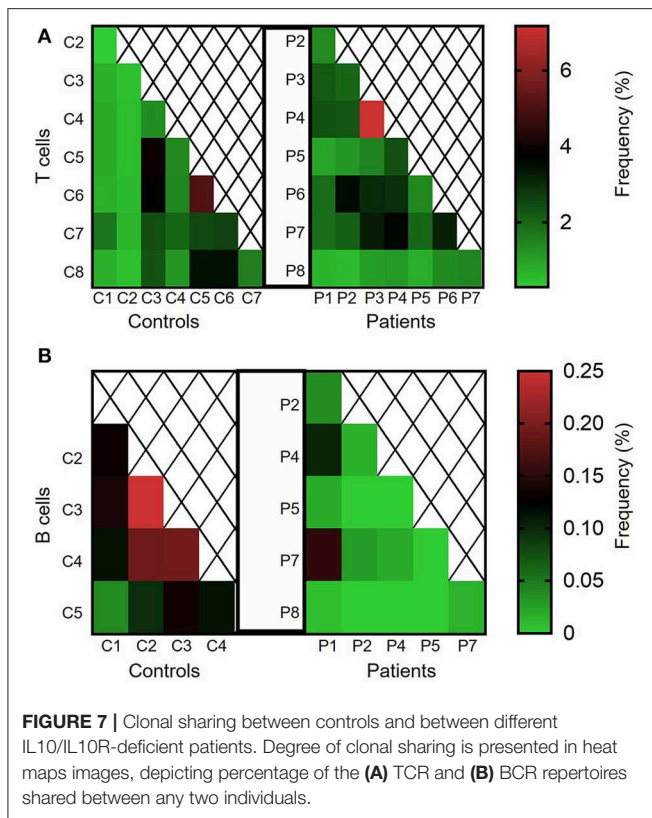 A
T cells
C2
C3
C4
C5
C6
C7
C8
C1 C2 C3 C4 C5 C6 C7
Controls
P2
P3
P4
P5
P6
P7
P8
P1 P2 P3 P4 P5 P6 P7
Patients
6
4
2
Frequency (%)
B
B cells
C2
C3
C4
C5
C1 C2 C3 C4
Controls
P2
P4
P5
P7
P8
P1 P2 P4 P5 P7
Patients
0.25
0.20
0.15
0.10
0.05
0
Frequency (%)
FIGURE 7 | Clonal sharing between controls and between different
IL10/IL10R-deficient patients. Degree of clonal sharing is presented in heat
maps images, depicting percentage of the (A) TCR and (B) BCR repertoires
shared between any two individuals.